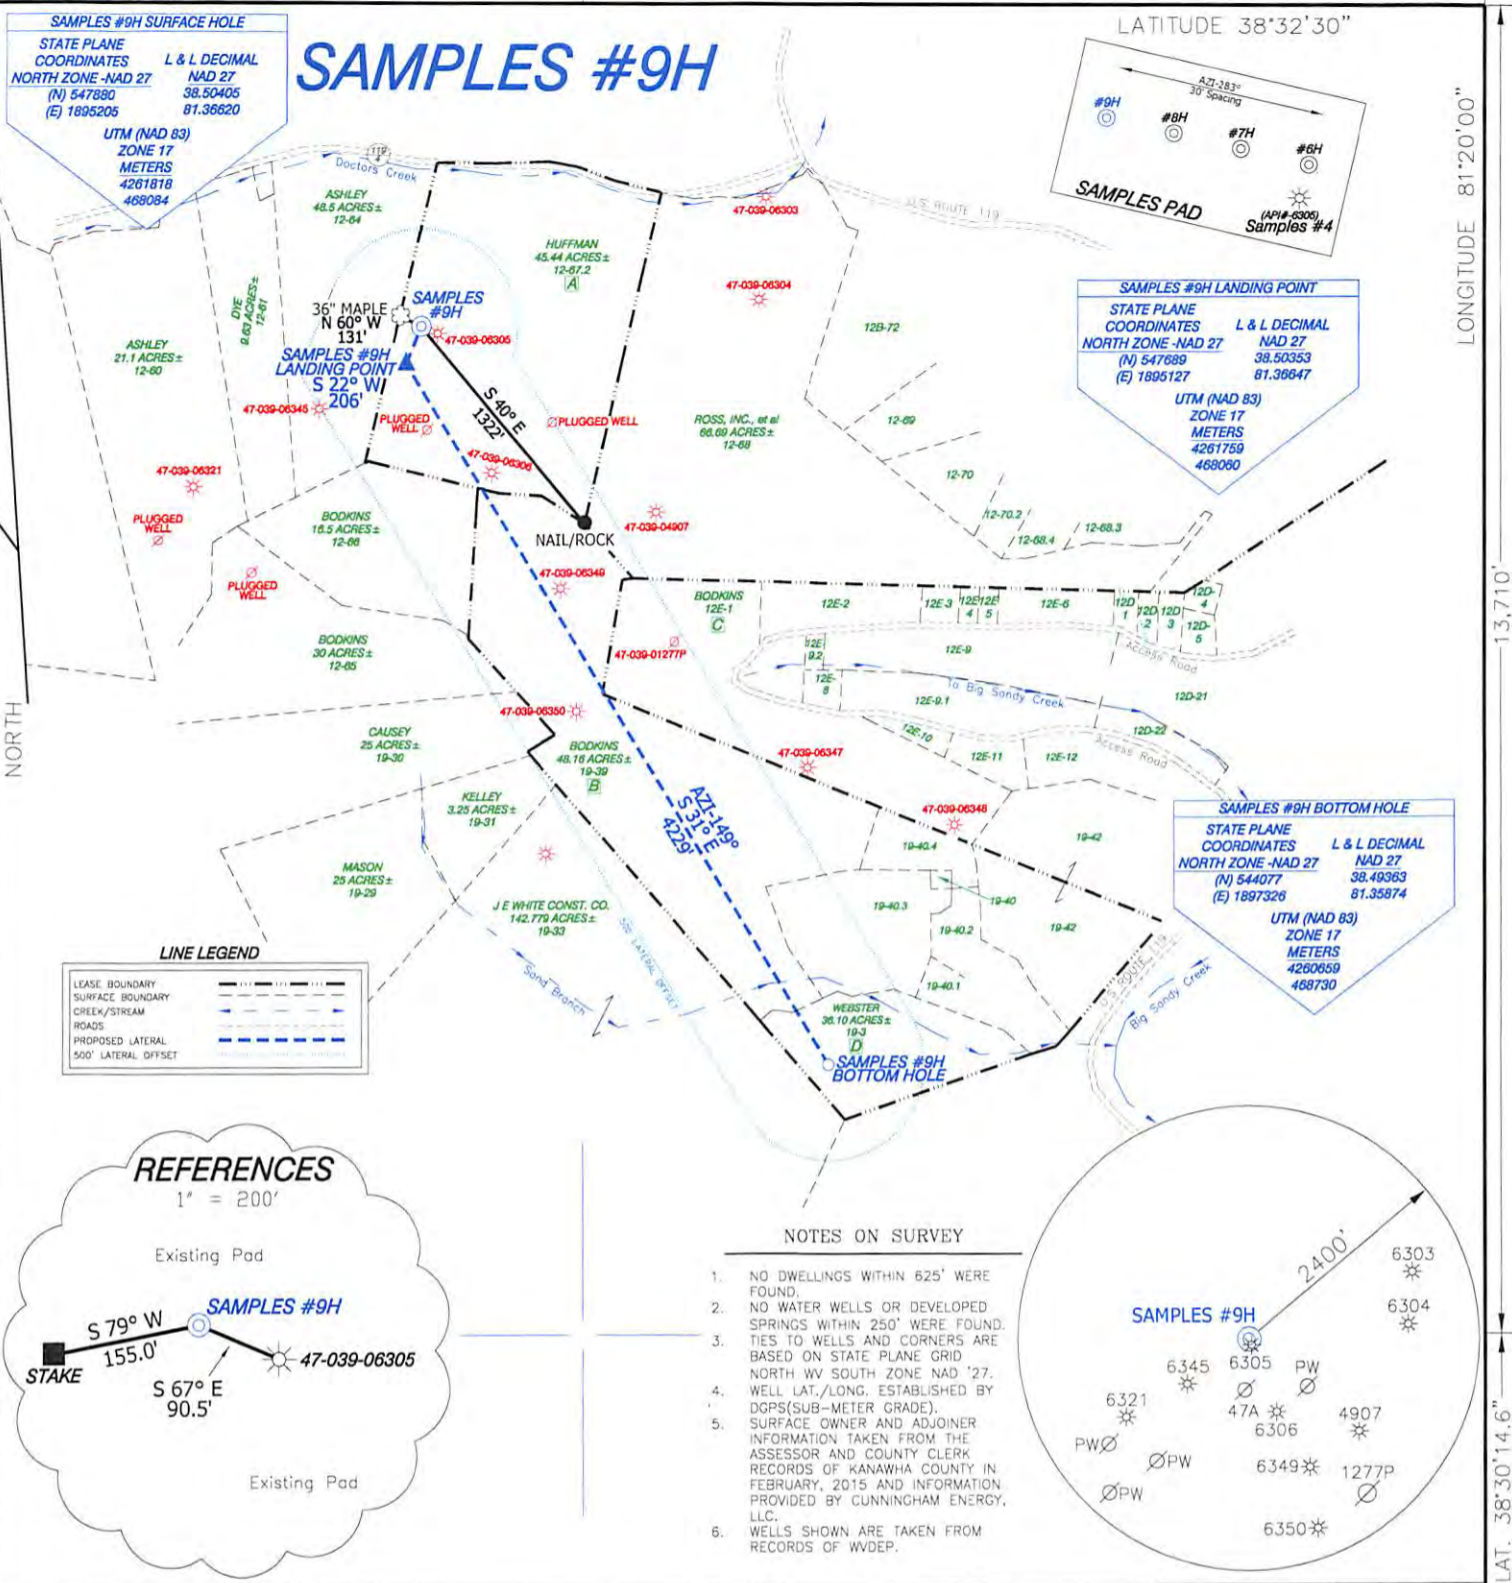 SAMPLES #9H SURFACE HOLE
STATE PLANE
COORDINATES L & L DECIMAL
NORTH ZONE -NAD 27 NAD 27
(N) 547880 38.50405
(E) 1895205 81.36620
UTM (NAD 83)
ZONE 17
METERS
4261818
468084
SAMPLES #9H
LATITUDE 38°32'30"
AZI-283°
30' Spacing
#9H
#8H
#7H
#6H
SAMPLES PAD
(API#-6305)
Samples #4
LONGITUDE 81°20'00"
119
Doctors Creek
U.S. ROUTE 119
ASHLEY
48.5 ACRES±
12-64
HUFFMAN
45.44 ACRES±
12-67.2
A
47-039-06303
47-039-06304
12B-72
DYE
9.63 ACRES±
12-61
ASHLEY
21.1 ACRES±
12-60
36" MAPLE
N 60° W
131'
SAMPLES
#9H
47-039-06305
SAMPLES #9H
LANDING POINT
S 22° W
206'
47-039-06345
PLUGGED
WELL
S 40° E
1322'
PLUGGED WELL
47-039-06306
ROSS, INC., et al
66.69 ACRES±
12-68
12-69
12-70
12-70.2
12-68.4
12-68.3
SAMPLES #9H LANDING POINT
STATE PLANE
COORDINATES L & L DECIMAL
NORTH ZONE -NAD 27 NAD 27
(N) 547689 38.50353
(E) 1895127 81.36647
UTM (NAD 83)
ZONE 17
METERS
4261759
468060
47-039-06321
PLUGGED
WELL
PLUGGED
WELL
BODKINS
16.5 ACRES±
12-66
NAIL/ROCK
47-039-04907
47-039-06349
BODKINS
12E-1
C
47-039-01277P
12E-2
12E-3
12E
4
12E
5
12E-6
12D
1
12D
2
12D
3
12D-
4
12D-
5
12E
9.2
12E-
8
12E-9
Access Road
12E-9.1
To Big Sandy Creek
12D-21
12D-22
12E-10
12E-11
12E-12
Access Road
13,710'
NORTH
BODKINS
30 ACRES±
12-65
CAUSEY
25 ACRES±
19-30
47-039-06350
BODKINS
48.16 ACRES±
19-39
B
KELLEY
3.25 ACRES±
19-31
MASON
25 ACRES±
19-29
J E WHITE CONST. CO.
142.779 ACRES±
19-33
47-039-06347
47-039-06348
AZI-149°
S 31° E
4229'
19-40.4
19-42
19-40.3
19-40
19-40.2
19-42
19-40.1
SAMPLES #9H BOTTOM HOLE
STATE PLANE
COORDINATES L & L DECIMAL
NORTH ZONE -NAD 27 NAD 27
(N) 544077 38.49363
(E) 1897326 81.35874
UTM (NAD 83)
ZONE 17
METERS
4260659
468730
U.S. ROUTE 119
Big Sandy Creek
Sand Branch
500' LATERAL OFFSET
WEBSTER
36.10 ACRES±
19-3
D
SAMPLES #9H
BOTTOM HOLE
LINE LEGEND
LEASE BOUNDARY
SURFACE BOUNDARY
CREEK/STREAM
ROADS
PROPOSED LATERAL
500' LATERAL OFFSET
REFERENCES
1" = 200'
Existing Pad
SAMPLES #9H
S 79° W
155.0'
STAKE
47-039-06305
S 67° E
90.5'
Existing Pad
NOTES ON SURVEY
1. NO DWELLINGS WITHIN 625' WERE
FOUND.
2. NO WATER WELLS OR DEVELOPED
SPRINGS WITHIN 250' WERE FOUND.
3. TIES TO WELLS AND CORNERS ARE
BASED ON STATE PLANE GRID
NORTH WV SOUTH ZONE NAD '27.
4. WELL LAT./LONG. ESTABLISHED BY
DGPS(SUB-METER GRADE).
5. SURFACE OWNER AND ADJOINER
INFORMATION TAKEN FROM THE
ASSESSOR AND COUNTY CLERK
RECORDS OF KANAWHA COUNTY IN
FEBRUARY, 2015 AND INFORMATION
PROVIDED BY CUNNINGHAM ENERGY,
LLC.
6. WELLS SHOWN ARE TAKEN FROM
RECORDS OF WVDEP.
2400'
SAMPLES #9H
6303
6304
6345
6305
PW
6321
47A
6306
4907
PW
PW
PW
6349
1277P
6350
LAT. 38°30'14.6"